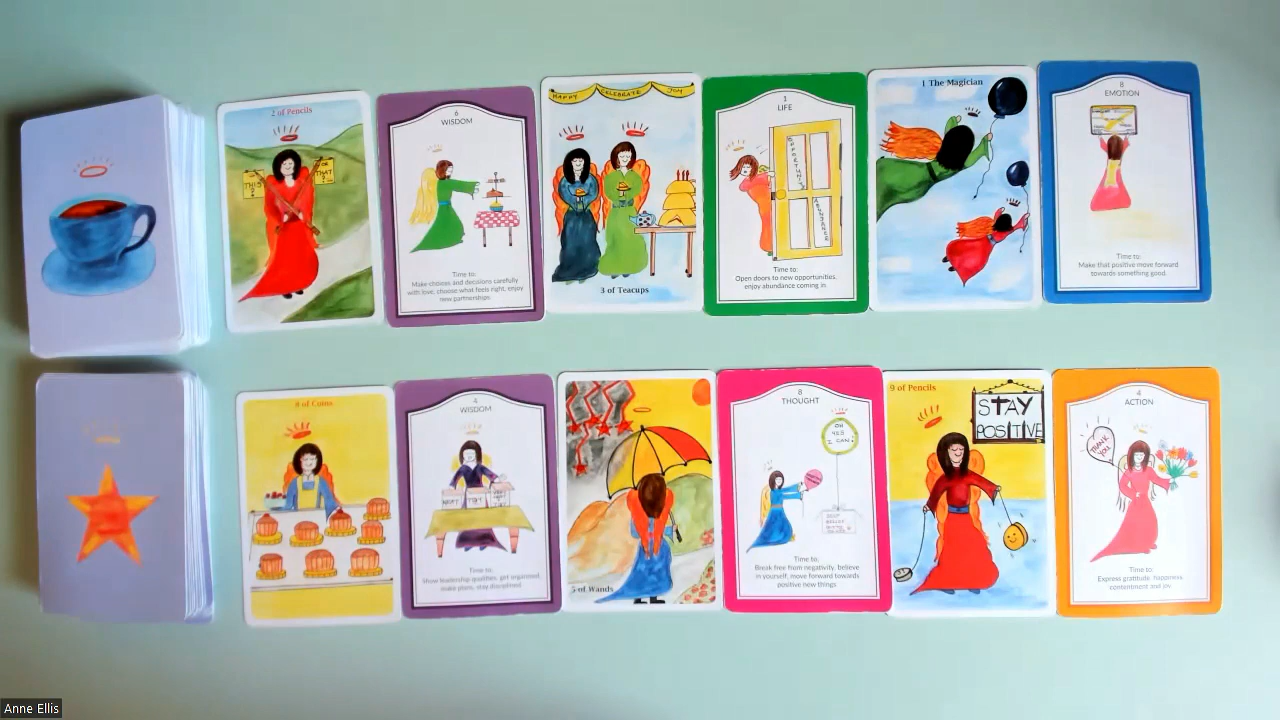 2 of Pencils
THIS
?
OR
THAT
?
6
WISDOM
Time to:
Make choices and decisions carefully
with love, choose what feels right, enjoy
new partnerships.
HAPPY CELEBRATE JOY
3 of Teacups
1
LIFE
OPPORTUNITY
ABUNDANCE
Time to:
Open doors to new opportunities.
enjoy abundance coming in.
1 The Magician
8
EMOTION
Time to:
Make that positive move forward
towards something good.
8 of Coins
4
WISDOM
NEXT
Time to:
Show leadership qualities, get organised,
make plans, stay disciplined.
5 of Wands
8
THOUGHT
OH
YES
I CAN!
SELF
BELIEF
Time to:
Break free from negativity, believe
in yourself, move forward towards
positive new things.
9 of Pencils
STAY
POSITIVE
4
ACTION
THANK
YOU
Time to:
Express gratitude, happiness,
contentment and joy.
Anne Ellis